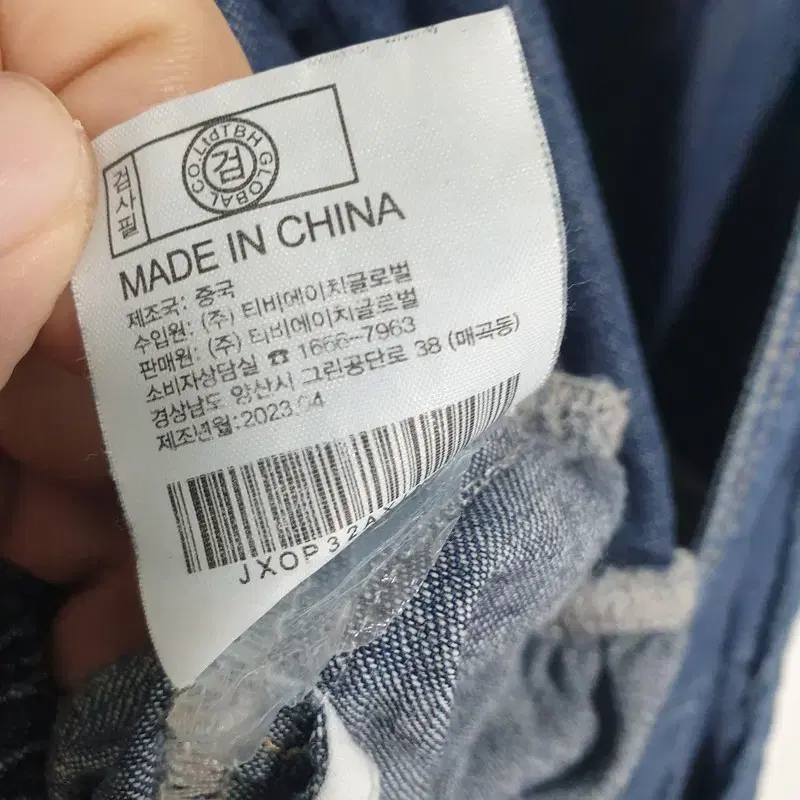 검사필
TBH GLOBAL CO.,Ltd
검
MADE IN CHINA
제조국: 중국
수입원: (주) 티비에이치글로벌
판매원: (주) 티비에이치글로벌
소비자상담실 ☎ 1666-7963
경상남도 양산시 그린공단로 38 (매곡동)
제조년월:2023.04
JXOP32A